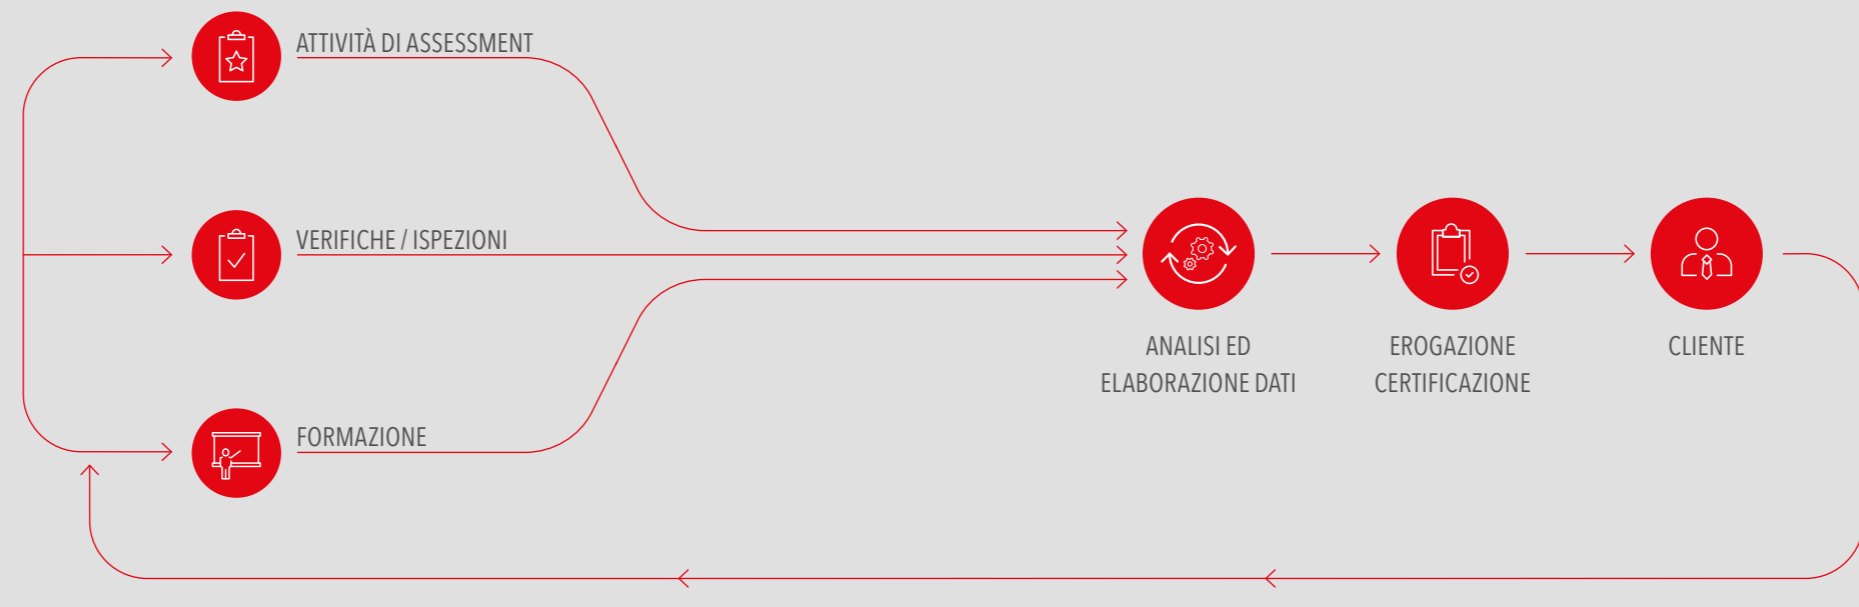 ATTIVITÀ DI ASSESSMENT
VERIFICHE / ISPEZIONI
FORMAZIONE
ANALISI ED
ELABORAZIONE DATI
EROGAZIONE
CERTIFICAZIONE
CLIENTE